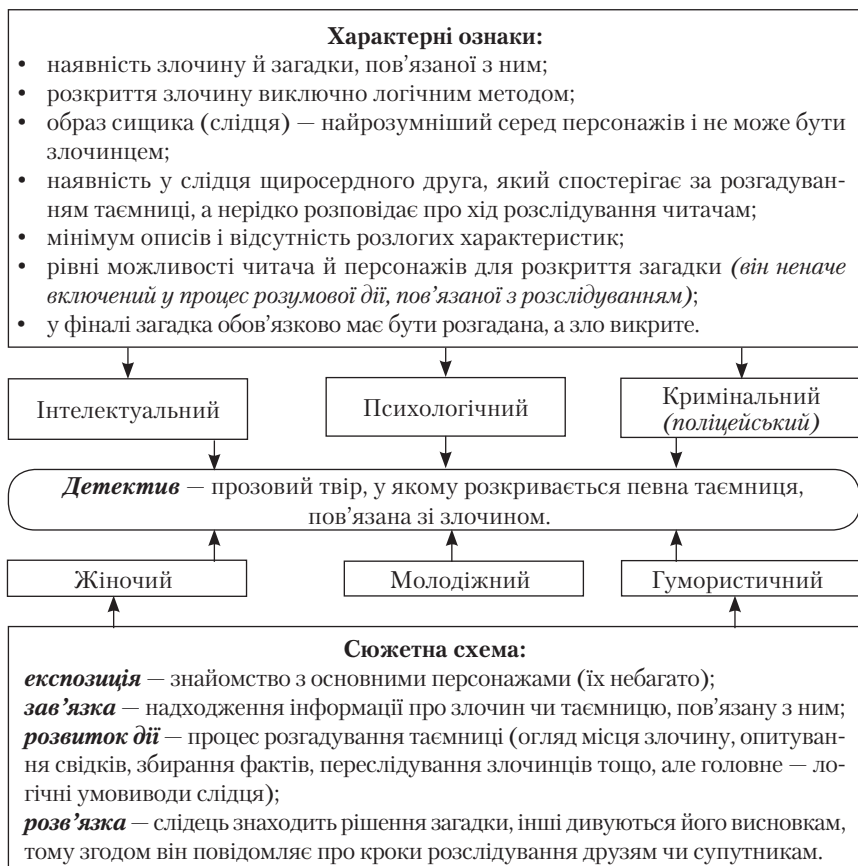 Характерні ознаки:
• наявність злочину й загадки, пов'язаної з ним;
• розкриття злочину виключно логічним методом;
• образ сищика (слідця) — найрозумніший серед персонажів і не може бути
злочинцем;
• наявність у слідця щиросердного друга, який спостерігає за розгадуван-
ням таємниці, а нерідко розповідає про хід розслідування читачам;
• мінімум описів і відсутність розлогих характеристик;
• рівні можливості читача й персонажів для розкриття загадки (він неначе
включений у процес розумової дії, пов'язаної з розслідуванням);
• у фіналі загадка обов'язково має бути розгадана, а зло викрите.
Інтелектуальний
Психологічний
Кримінальний
(поліцейський)
Детектив — прозовий твір, у якому розкривається певна таємниця,
пов'язана зі злочином.
Жіночий
Молодіжний
Гумористичний
Сюжетна схема:
експозиція — знайомство з основними персонажами (їх небагато);
зав'язка — надходження інформації про злочин чи таємницю, пов'язану з ним;
розвиток дії — процес розгадування таємниці (огляд місця злочину, опитуван-
ня свідків, збирання фактів, переслідування злочинців тощо, але головне — ло-
гічні умовиводи слідця);
розв'язка — слідець знаходить рішення загадки, інші дивуються його висновкам,
тому згодом він повідомляє про кроки розслідування друзям чи супутникам.